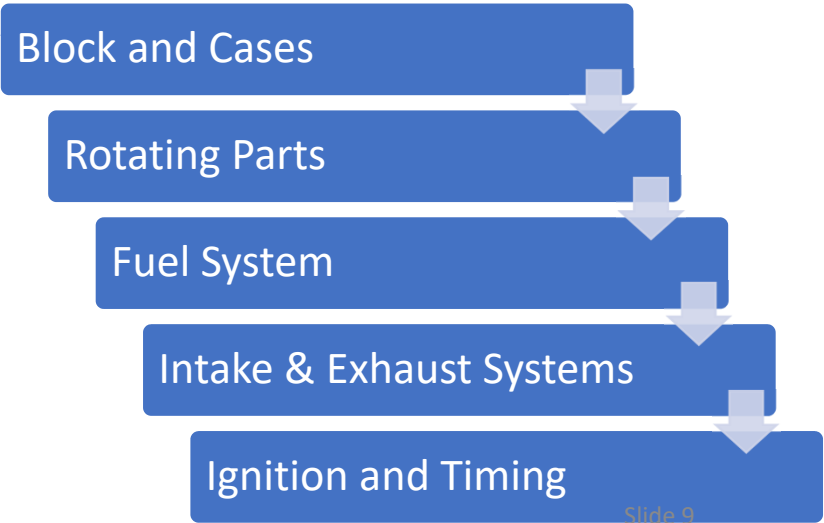 Block and Cases
Rotating Parts
Fuel System
Intake & Exhaust Systems
Ignition and Timing
Slide 9